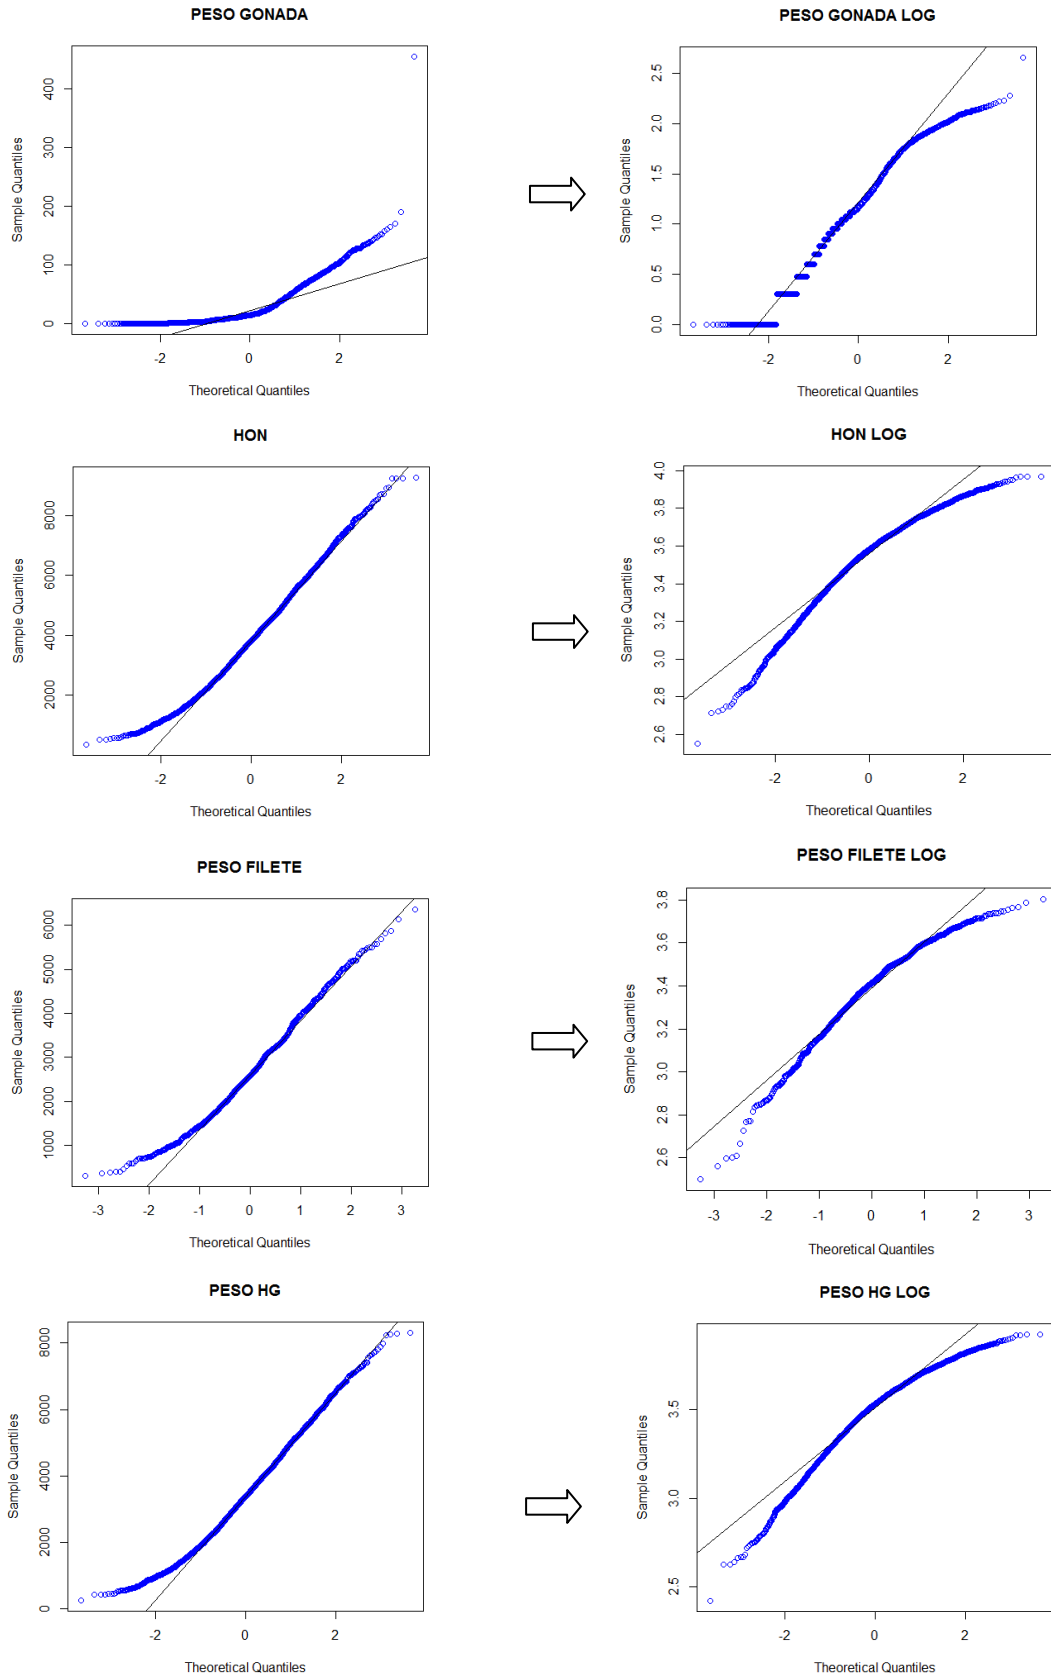 PESO GONADA
PESO GONADA LOG
Sample Quantiles
0 100 200 300 400
-2 0 2
Theoretical Quantiles
Sample Quantiles
0.0 0.5 1.0 1.5 2.0 2.5
-2 0 2
Theoretical Quantiles
HON
HON LOG
Sample Quantiles
2000 4000 6000 8000
-2 0 2
Theoretical Quantiles
Sample Quantiles
2.6 2.8 3.0 3.2 3.4 3.6 3.8 4.0
-2 0 2
Theoretical Quantiles
PESO FILETE
PESO FILETE LOG
Sample Quantiles
1000 2000 3000 4000 5000 6000
-3 -2 -1 0 1 2 3
Theoretical Quantiles
Sample Quantiles
2.6 2.8 3.0 3.2 3.4 3.6 3.8
-3 -2 -1 0 1 2 3
Theoretical Quantiles
PESO HG
PESO HG LOG
Sample Quantiles
0 2000 4000 6000 8000
-2 0 2
Theoretical Quantiles
Sample Quantiles
2.5 3.0 3.5
-2 0 2
Theoretical Quantiles